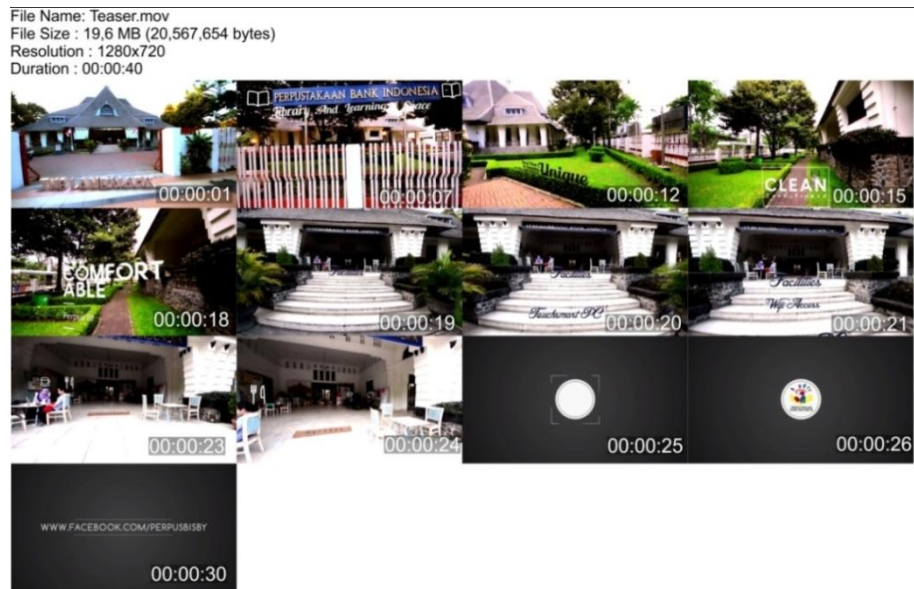 File Name: Teaser.mov
File Size : 19,6 MB (20,567,654 bytes)
Resolution : 1280x720
Duration : 00:00:40
THE LANDMARK
00:00:01
PERPUSTAKAAN BANK INDONESIA
Library And Learning Space
00:00:07
Unique
00:00:12
CLEAN
00:00:15
COMFORT
ABLE
00:00:18
Facilities
00:00:19
Facilities
Touchsmart PC
00:00:20
Facilities
Wifi Access
00:00:21
00:00:23
00:00:24
00:00:25
00:00:26
WWW.FACEBOOK.COM/PERPUSBISBY
00:00:30